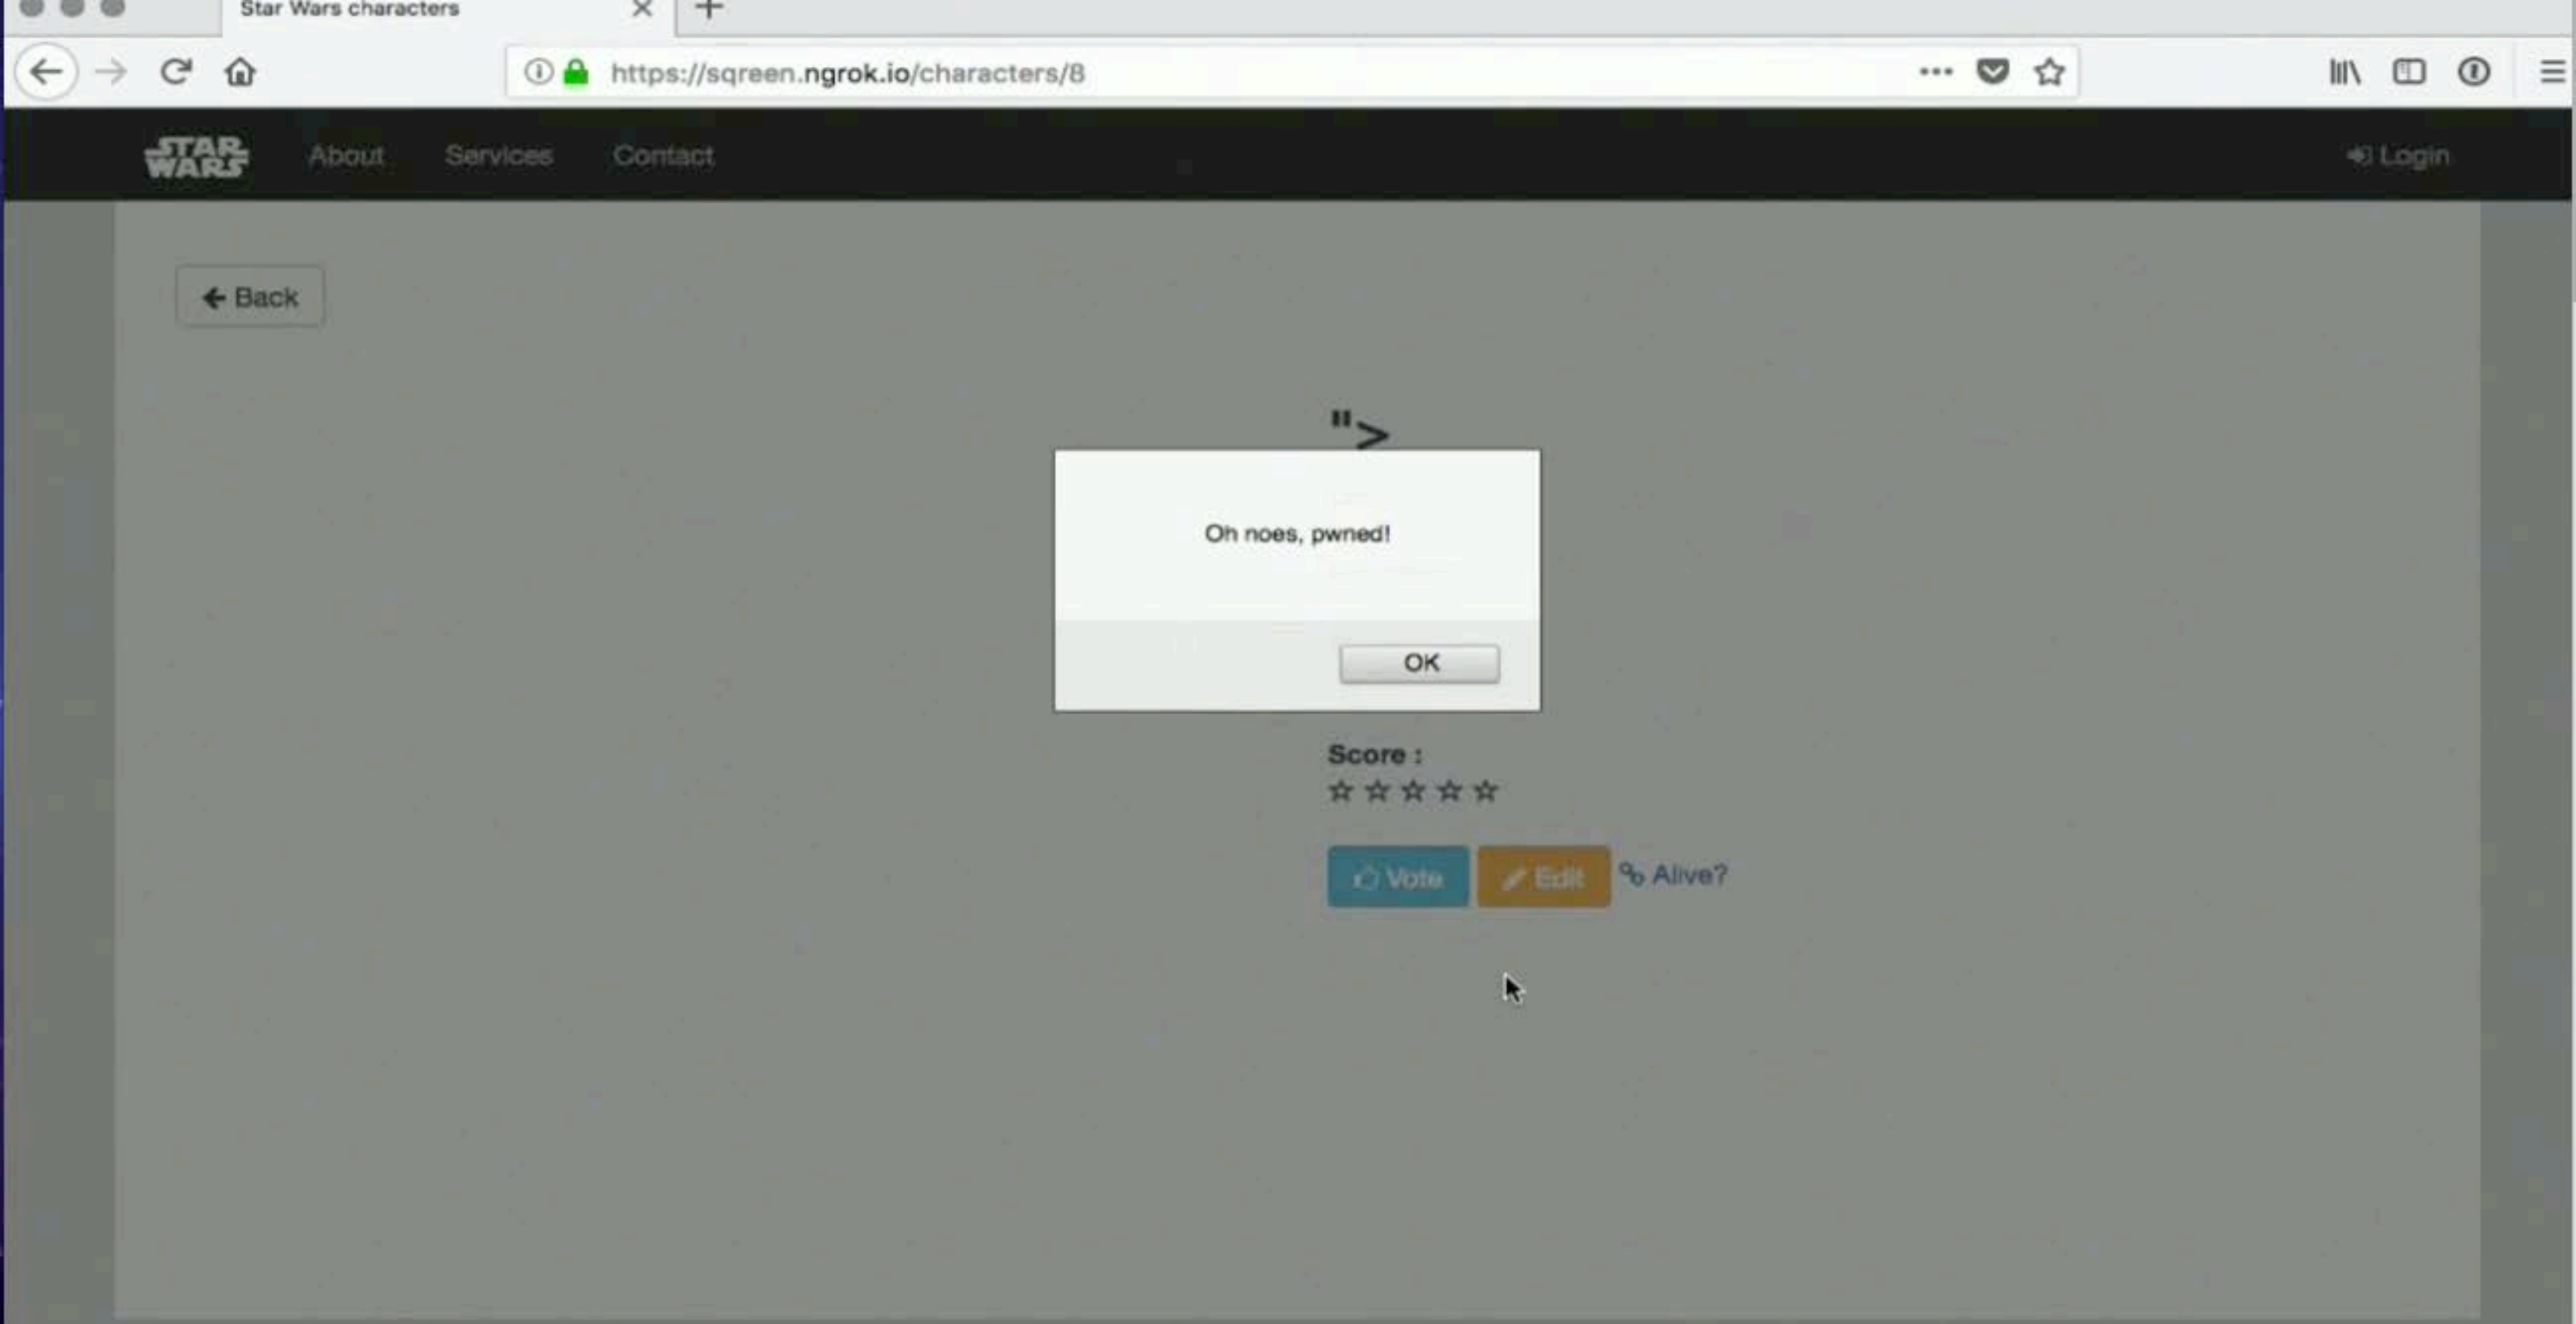 Star Wars characters
https://sqreen.ngrok.io/characters/8
STAR WARS About Services Contact Login
Back
">
Oh noes, pwned!
OK
Score :
Vote Edit Alive?